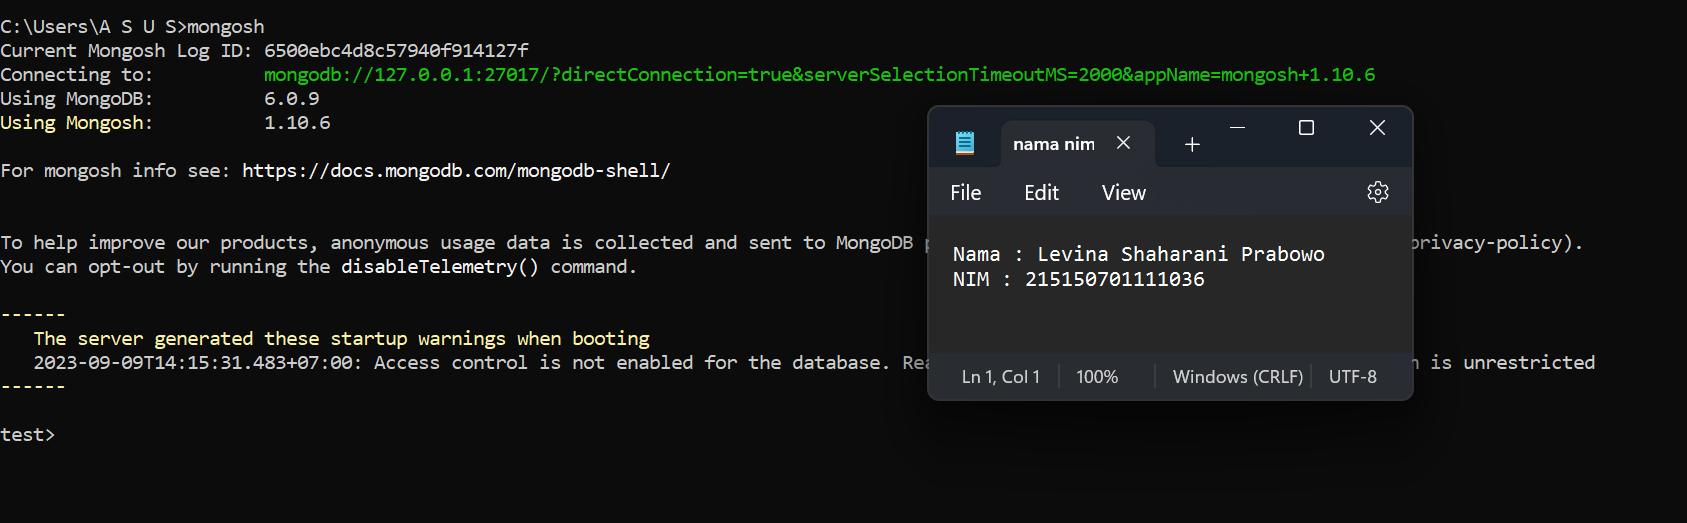 C:\Users\A S U S>mongosh
Current Mongosh Log ID: 6500ebc4d8c57940f914127f
Connecting to: mongodb://127.0.0.1:27017/?directConnection=true&serverSelectionTimeoutMS=2000&appName=mongosh+1.10.6
Using MongoDB: 6.0.9
Using Mongosh: 1.10.6
For mongosh info see: https://docs.mongodb.com/mongodb-shell/
To help improve our products, anonymous usage data is collected and sent to MongoDB privacy-policy).
You can opt-out by running the disableTelemetry() command.
------
The server generated these startup warnings when booting
2023-09-09T14:15:31.483+07:00: Access control is not enabled for the database. is unrestricted
------
test>
nama nim
File Edit View
Nama : Levina Shaharani Prabowo
NIM : 215150701111036
Ln 1, Col 1 100% Windows (CRLF) UTF-8